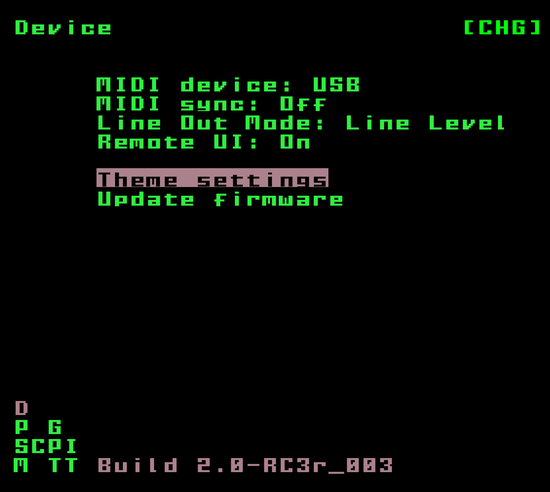 Device [CHG]
MIDI device: USB
MIDI sync: Off
Line Out Mode: Line Level
Remote UI: On
Theme settings
Update firmware
D
P G
SCPI
M TT Build 2.0-RC3r_003